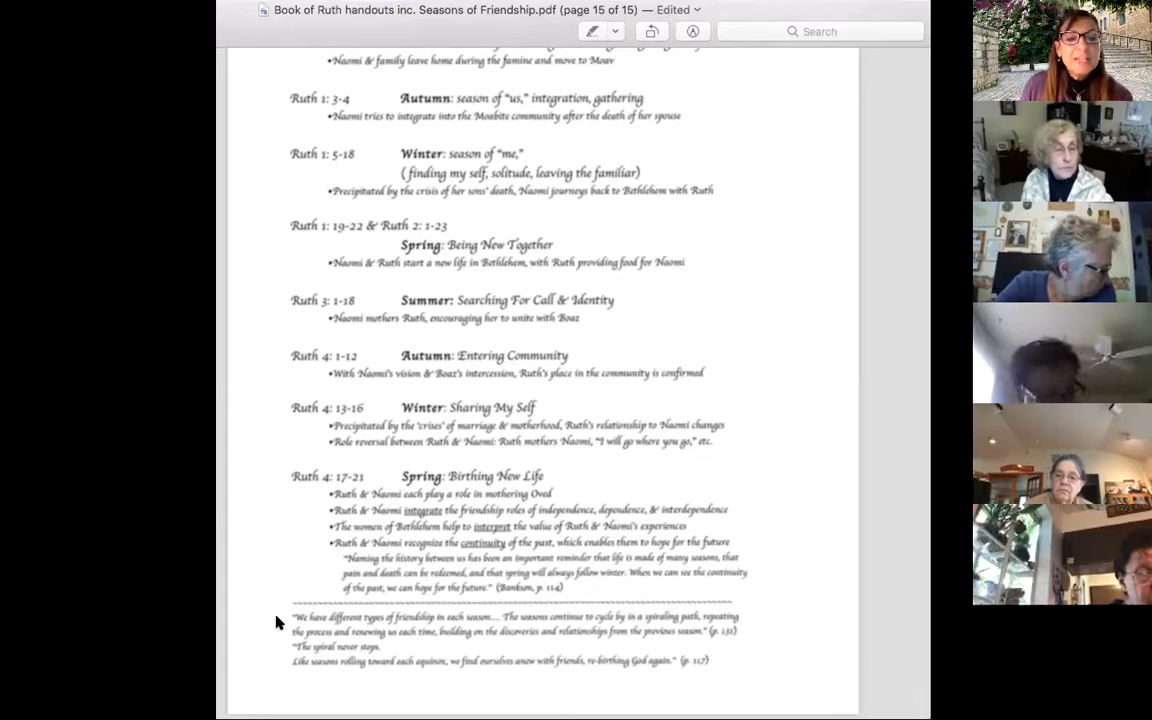 Book of Ruth handouts inc. Seasons of Friendship.pdf (page 15 of 15) — Edited
Search
•Naomi & family leave home during the famine and move to Moav
Ruth 1: 3-4 Autumn: season of "us," integration, gathering
•Naomi tries to integrate into the Moabite community after the death of her spouse
Ruth 1: 5-18 Winter: season of "me,"
(finding my self, solitude, leaving the familiar)
•Precipitated by the crisis of her sons' death, Naomi journeys back to Bethlehem with Ruth
Ruth 1: 19-22 & Ruth 2: 1-23
Spring: Being New Together
•Naomi & Ruth start a new life in Bethlehem, with Ruth providing food for Naomi
Ruth 3: 1-18 Summer: Searching For Call & Identity
•Naomi mothers Ruth, encouraging her to unite with Boaz
Ruth 4: 1-12 Autumn: Entering Community
•With Naomi's vision & Boaz's intercession, Ruth's place in the community is confirmed
Ruth 4: 13-16 Winter: Sharing My Self
•Precipitated by the 'crises' of marriage & motherhood, Ruth's relationship to Naomi changes
•Role reversal between Ruth & Naomi: Ruth mothers Naomi, "I will go where you go," etc.
Ruth 4: 17-21 Spring: Birthing New Life
•Ruth & Naomi each play a role in mothering Oved
•Ruth & Naomi integrate the friendship roles of independence, dependence, & interdependence
•The women of Bethlehem help to interpret the value of Ruth & Naomi's experiences
•Ruth & Naomi recognize the continuity of the past, which enables them to hope for the future
"Naming the history between us has been an important reminder that life is made of many seasons, that
pain and death can be redeemed, and that spring will always follow winter. When we can see the continuity
of the past, we can hope for the future." (Bankson, p. 114)
"We have different types of friendship in each season.... The seasons continue to cycle by in a spiraling path, repeating
the process and renewing us each time, building on the discoveries and relationships from the previous season." (p. 131)
"The spiral never stops.
Like seasons rolling toward each equinox, we find ourselves anew with friends, re-birthing God again." (p. 117)